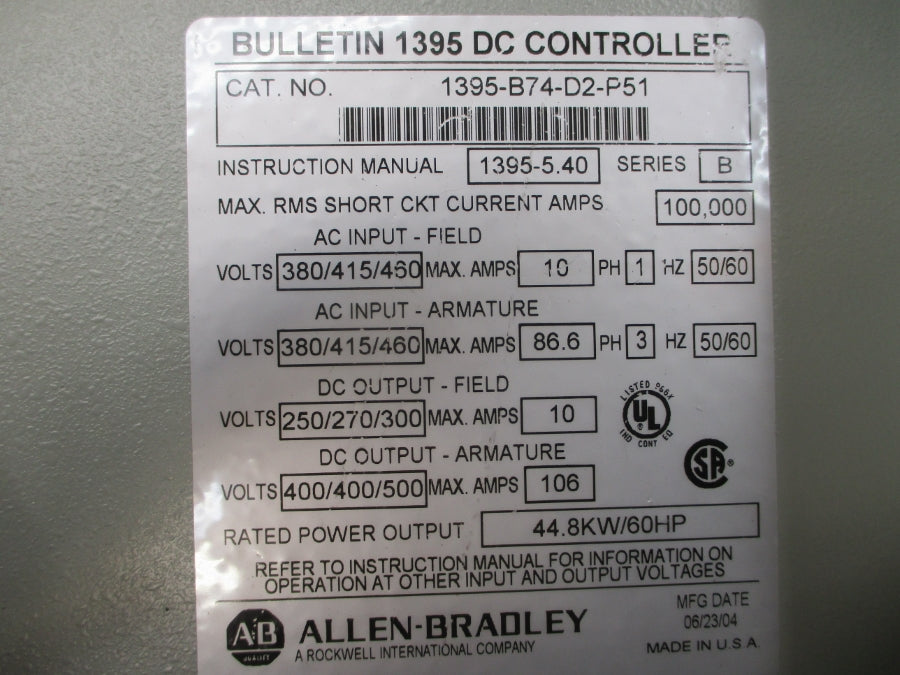 BULLETIN 1395 DC CONTROLLER
CAT. NO. 1395-B74-D2-P51
INSTRUCTION MANUAL 1395-5.40 SERIES B
MAX. RMS SHORT CKT CURRENT AMPS 100,000
AC INPUT - FIELD
VOLTS 380/415/460 MAX. AMPS 10 PH 1 HZ 50/60
AC INPUT - ARMATURE
VOLTS 380/415/460 MAX. AMPS 86.6 PH 3 HZ 50/60
DC OUTPUT - FIELD
VOLTS 250/270/300 MAX. AMPS 10
LISTED 966X
UL ®
IND CONT EQ
DC OUTPUT - ARMATURE
SA ®
VOLTS 400/400/500 MAX. AMPS 106
RATED POWER OUTPUT 44.8KW/60HP
REFER TO INSTRUCTION MANUAL FOR INFORMATION ON
OPERATION AT OTHER INPUT AND OUTPUT VOLTAGES
AB QUALITY
ALLEN-BRADLEY
A ROCKWELL INTERNATIONAL COMPANY
MFG DATE
06/23/04
MADE IN U.S.A.